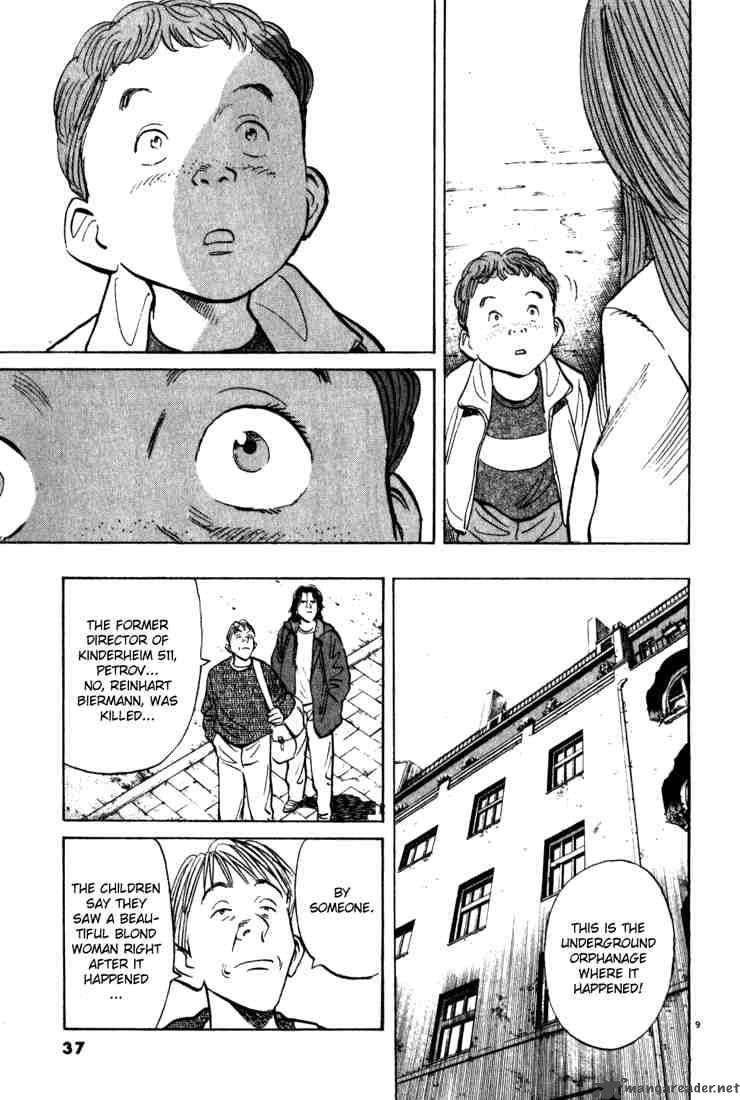 THIS IS THE
UNDERGROUND
ORPHANAGE
WHERE IT
HAPPENED!
THE FORMER
DIRECTOR OF
KINDERHEIM 511,
PETROV...
NO, REINHART
BIERMANN, WAS
KILLED...
BY
SOMEONE.
THE CHILDREN
SAY THEY
SAW A BEAU-
TIFUL BLOND
WOMAN RIGHT
AFTER IT
HAPPENED
...
9
37
mangareader.net